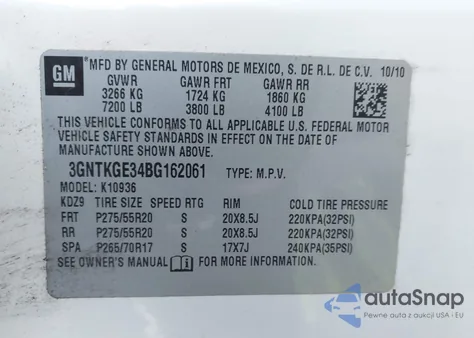 GM
MFD BY GENERAL MOTORS DE MEXICO, S. DE R.L. DE C.V. 10/10
GVWR GAWR FRT GAWR RR
3266 KG 1724 KG 1860 KG
7200 LB 3800 LB 4100 LB
THIS VEHICLE CONFORMS TO ALL APPLICABLE U.S. FEDERAL MOTOR
VEHICLE SAFETY STANDARDS IN EFFECT ON THE DATE OF
MANUFACTURE SHOWN ABOVE.
3GNTKGE34BG162061 TYPE: M.P.V.
MODEL: K10936
KDZ9 TIRE SIZE SPEED RTG RIM COLD TIRE PRESSURE
FRT P275/55R20 S 20X8.5J 220KPA(32PSI)
RR P275/55R20 S 20X8.5J 220KPA(32PSI)
SPA P265/70R17 S 17X7J 240KPA(35PSI)
SEE OWNER'S MANUAL FOR MORE INFORMATION.
autoSnap
Pewne auta z aukcji USA i EU